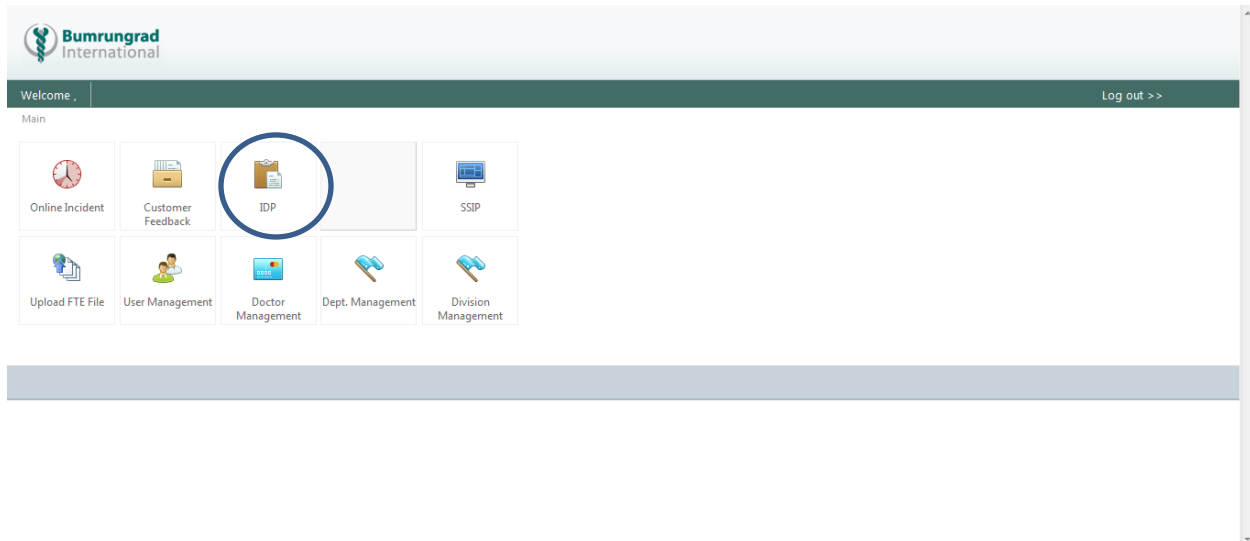 Bumrungrad
International
Welcome ,
Log out >>
Main
Online Incident
Customer
Feedback
IDP
SSIP
Upload FTE File
User Management
Doctor
Management
Dept. Management
Division
Management